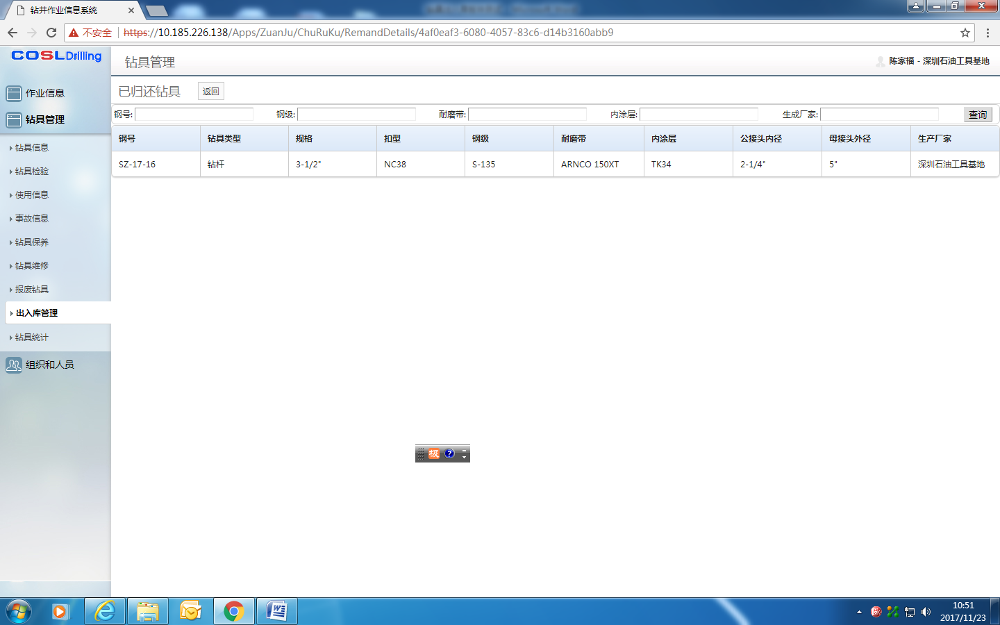 钻井作业信息系统
不安全 https://10.185.226.138/Apps/ZuanJu/ChuRuKu/RemandDetails/4af0eaf3-6080-4057-83c6-d14b3160abb9
COSL Drilling
钻具管理
陈家福 - 深圳石油工具基地
作业信息
钻具管理
钻具信息
钻具检验
使用信息
事故信息
钻具保养
钻具维修
报废钻具
出入库管理
钻具统计
组织和人员
已归还钻具 返回
钢号: 钢级: 耐磨带: 内涂层: 生成厂家: 查询
钢号 钻具类型 规格 扣型 钢级 耐磨带 内涂层 公接头内径 母接头外径 生产厂家
SZ-17-16 钻杆 3-1/2" NC38 S-135 ARNCO 150XT TK34 2-1/4" 5" 深圳石油工具基地
极
10:51
2017/11/23